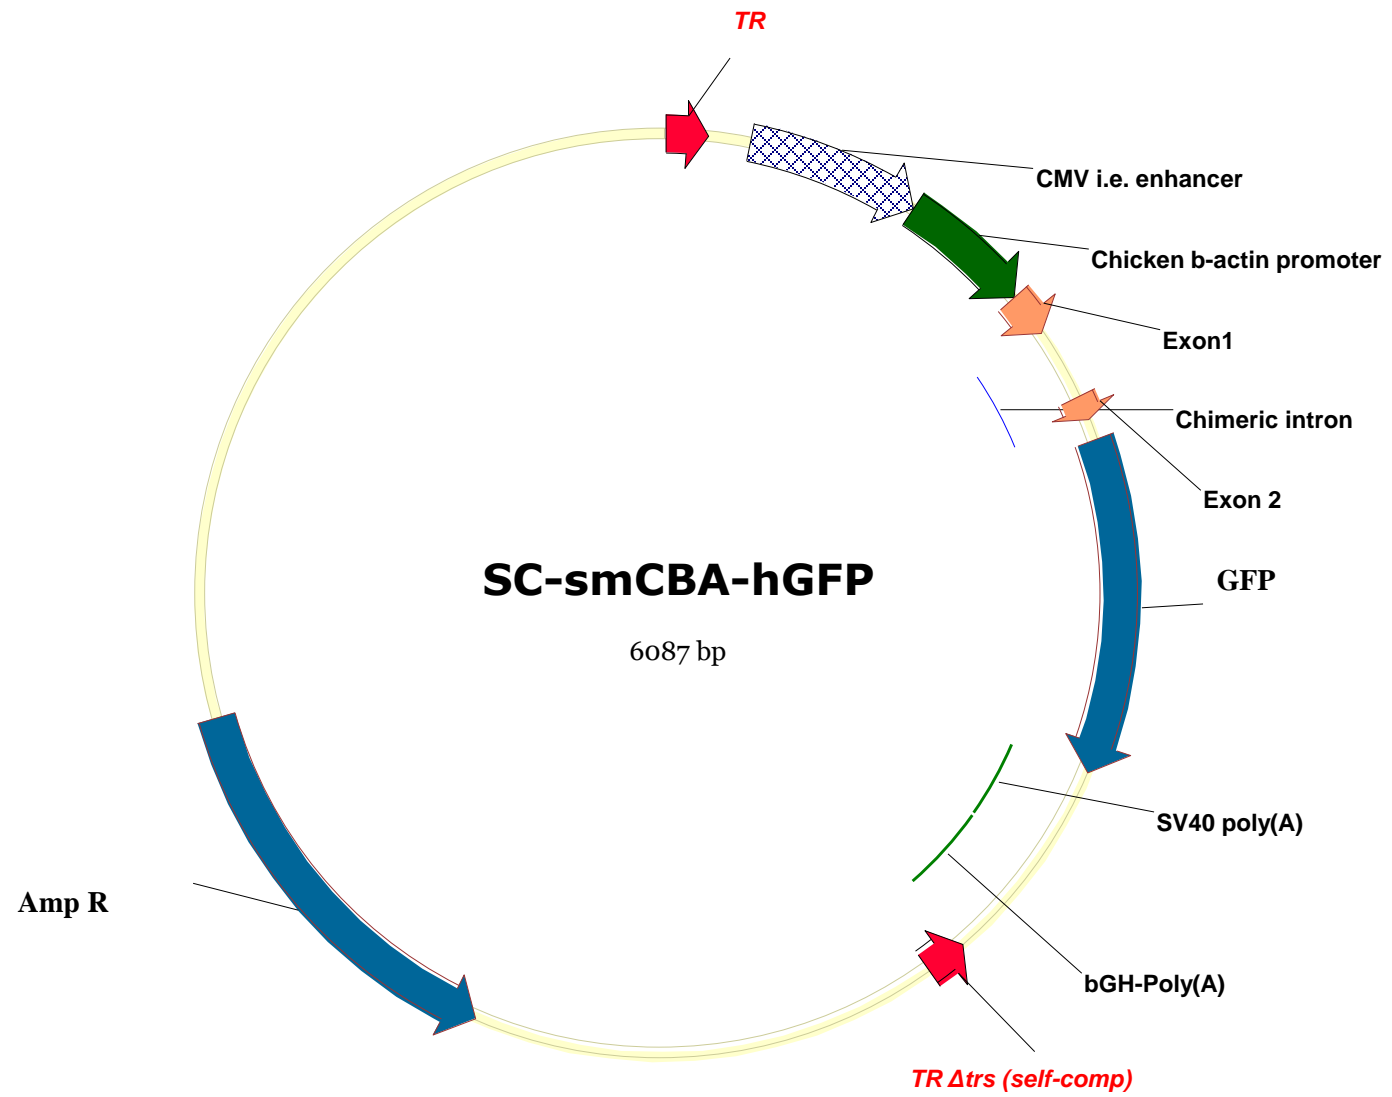 TR
CMV i.e. enhancer
Chicken b-actin promoter
Exon1
Chimeric intron
Exon 2
GFP
SC-smCBA-hGFP
6087 bp
SV40 poly(A)
Amp R
bGH-Poly(A)
TR Δtrs (self-comp)